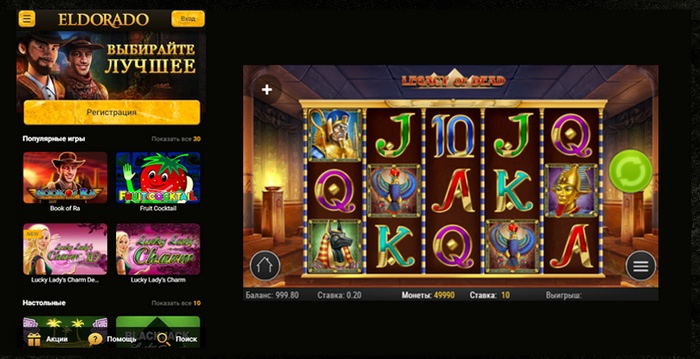 ELDORADO
Вход
ВЫБИРАЙТЕ
ЛУЧШЕЕ
Регистрация
Популярные игры
Показать все 30
BOOK OF RA
FRUIT COCKTAIL
Book of Ra
Fruit Cocktail
Lucky Lady's
Charm
Lucky Lady's
Charm
Lucky Lady's Charm De...
Lucky Lady's Charm
Настольные
Показать все 10
BLACKJACK
Акции
?
Помощь
Поиск
LEGACY OF DEAD
+
J
10
J
Q
Q
A
K
K
Q
A
Баланс: 999.80
Ставка: 0.20
Монеты: 49990
Ставка: 10
Выигрыш: